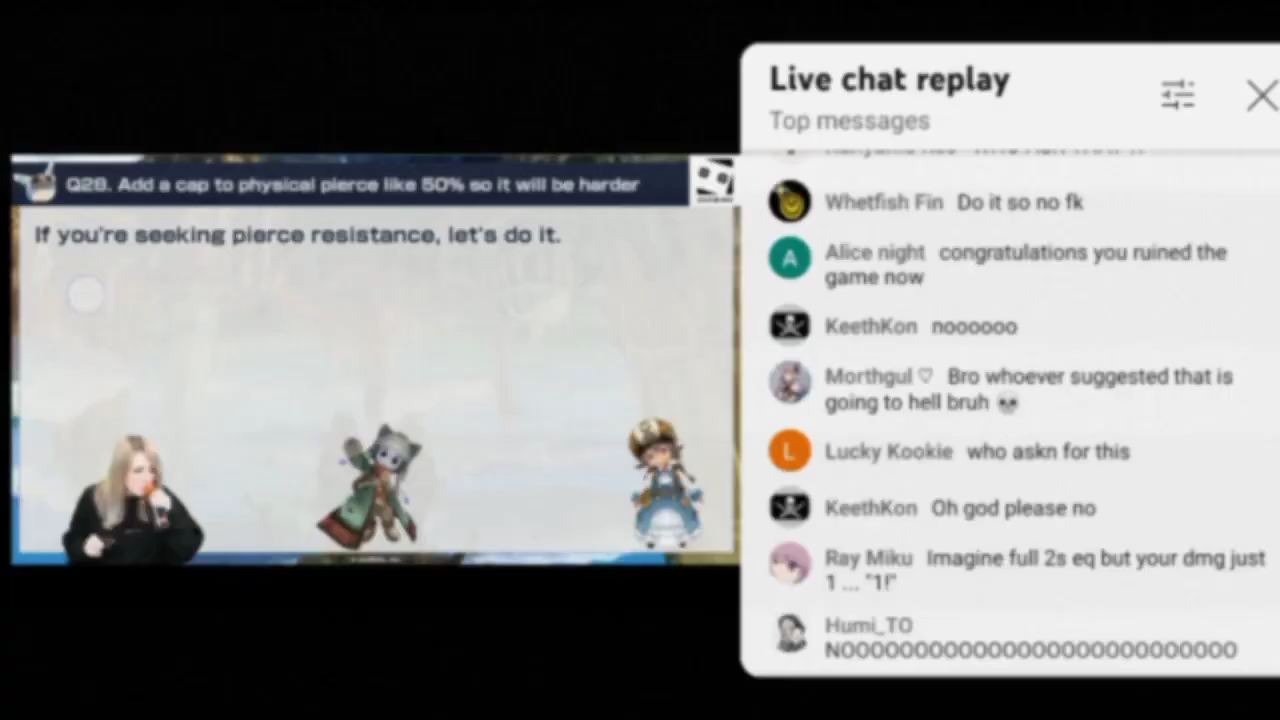 Q28. Add a cap to physical pierce like 50% so it will be harder
If you're seeking pierce resistance, let's do it.
Live chat replay
Top messages
Whetfish Fin Do it so no fk
A
Alice night congratulations you ruined the
game now
KeethKon noooooo
Morthgul ♡ Bro whoever suggested that is
going to hell bruh 💀
L
Lucky Kookie who askn for this
KeethKon Oh god please no
Ray Miku Imagine full 2s eq but your dmg just
1 ... "1!"
Humi_TO
NOOOOOOOOOOOOOOOOOOOOOOOOOOO